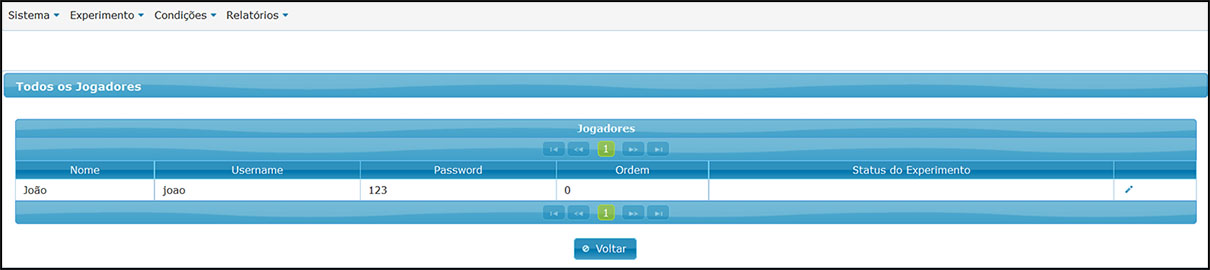 Sistema Experimento Condições Relatórios
Todos os Jogadores
Jogadores
1
Nome Username Password Ordem Status do Experimento
João joao 123 0
1
Voltar